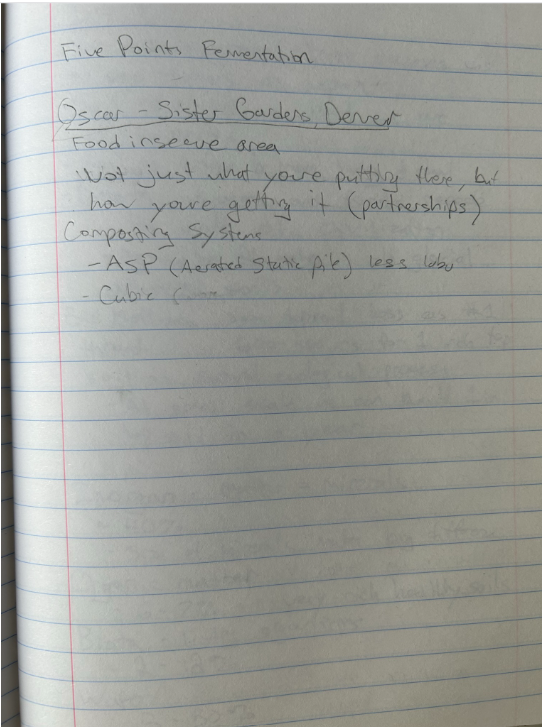 Five Points Fermentation
Oscar - Sister Gardens, Denver
Food insecure area
Not just what you're putting there, but
how you're getting it (partnerships)
Composting Systems
- ASP (Aerated Static pile) less labor
- Cubic